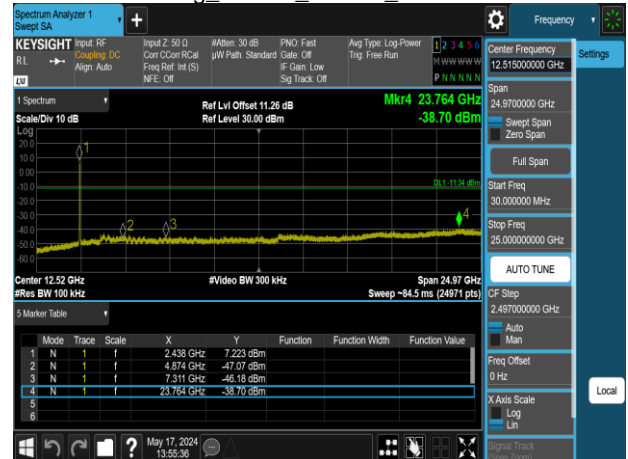 Spectrum Analyzer 1
Swept SA
Frequency
KEYSIGHT Input: RF Input Z: 50 Ω #Atten: 30 dB PNO: Fast Avg Type: Log-Power 1 2 3 4 5 6
RL Coupling: DC Corr CCorr RCal µW Path: Standard Gate: Off Trig: Free Run M W W W W W
Align: Auto Freq Ref: Int (S) IF Gain: Low P N N N N N
NFE: Off Sig Track: Off
LXI
1 Spectrum
Scale/Div 10 dB
Ref Lvl Offset 11.26 dB
Ref Level 30.00 dBm
Mkr4 23.764 GHz
-38.70 dBm
Log
20.0
10.0
0.00
-10.0
-20.0
-30.0
-40.0
-50.0
-60.0
1
2
3
4
DL1 -11.34 dBm
Center 12.52 GHz #Video BW 300 kHz Span 24.97 GHz
#Res BW 100 kHz Sweep ~84.5 ms (24971 pts)
5 Marker Table
Mode Trace Scale X Y Function Function Width Function Value
1 N 1 f 2.438 GHz 7.223 dBm
2 N 1 f 4.874 GHz -47.07 dBm
3 N 1 f 7.311 GHz -46.18 dBm
4 N 1 f 23.764 GHz -38.70 dBm
5
6
May 17, 2024
13:55:36
Center Frequency
12.515000000 GHz
Settings
Span
24.9700000 GHz
Swept Span
Zero Span
Full Span
Start Freq
30.000000 MHz
Stop Freq
25.000000000 GHz
AUTO TUNE
CF Step
2.497000000 GHz
Auto
Man
Freq Offset
0 Hz
X Axis Scale
Log
Lin
Local
Signal Track